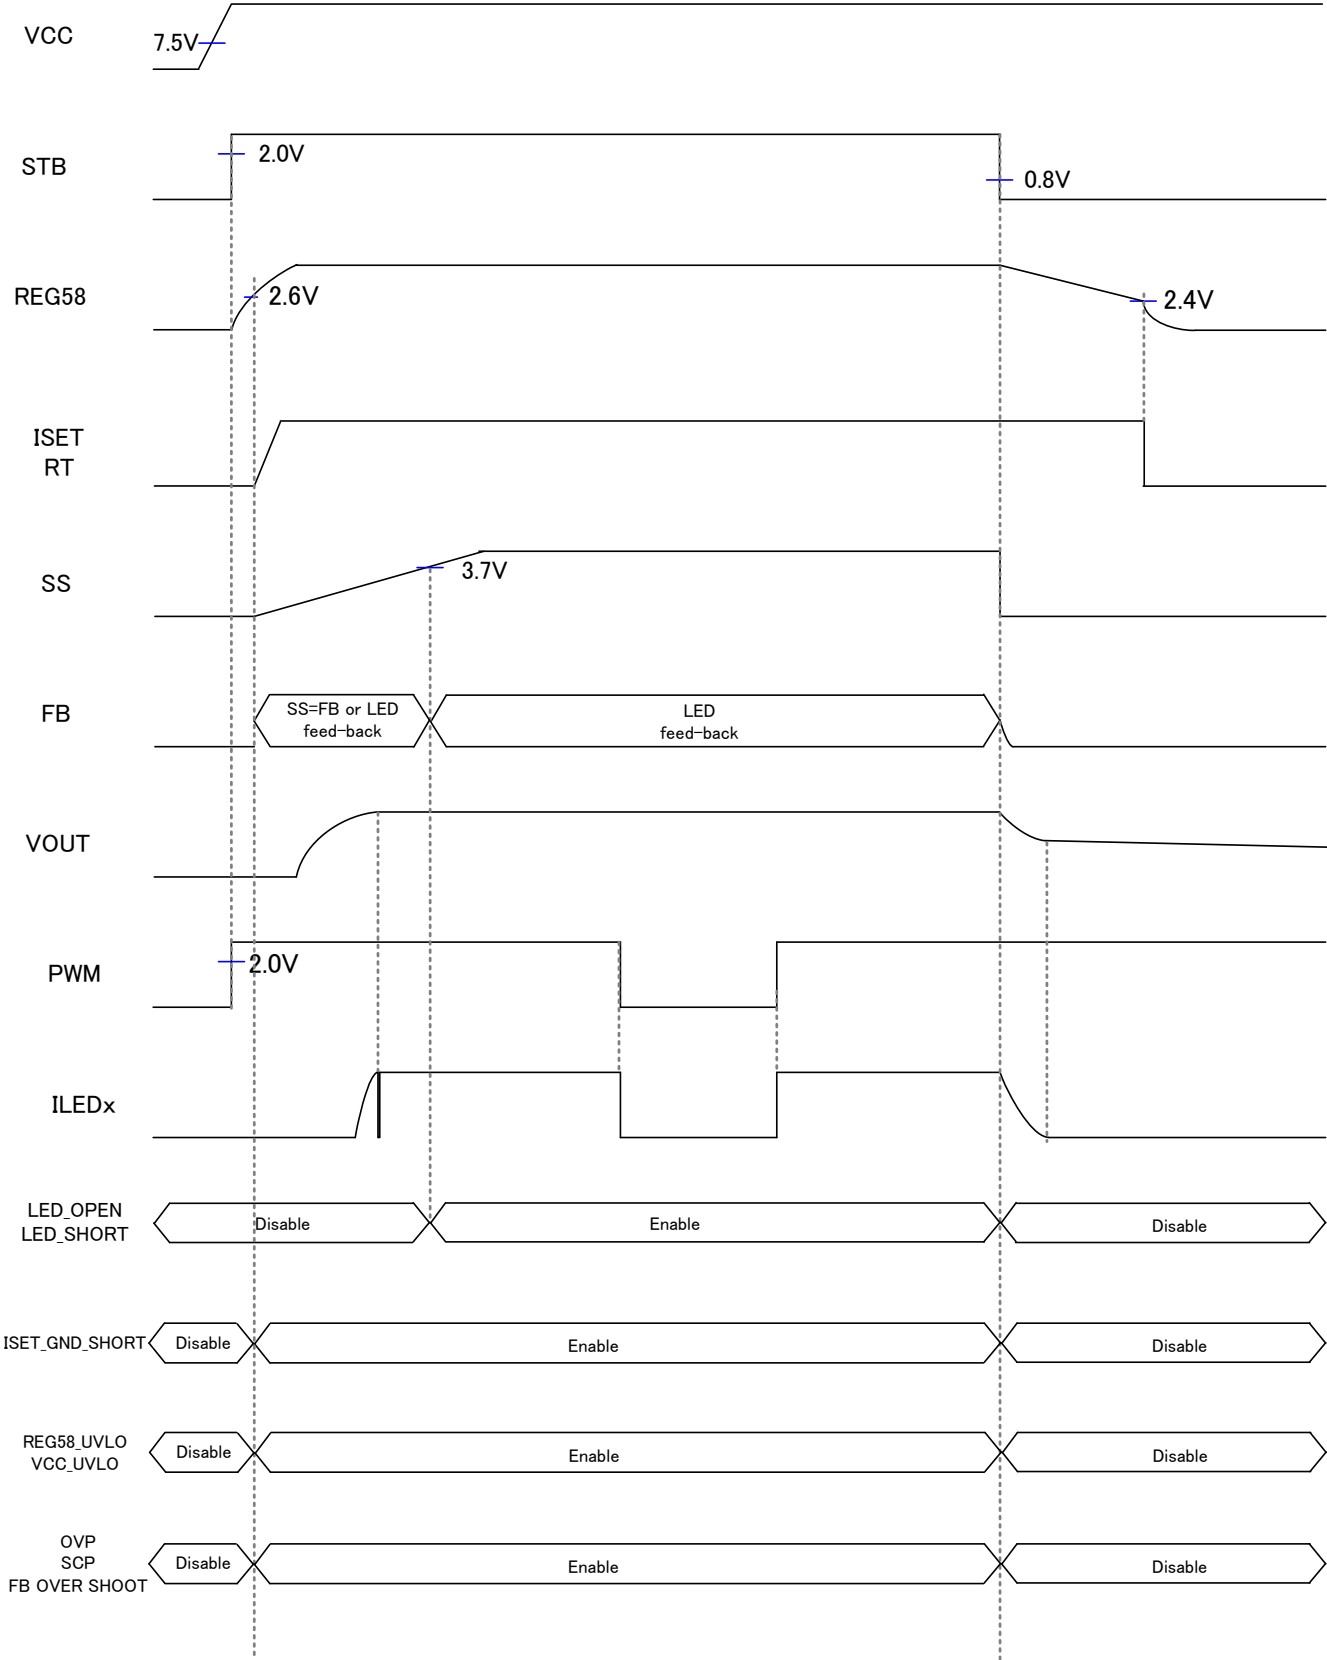 VCC
7.5V
STB
2.0V
0.8V
REG58
2.6V
2.4V
ISET
RT
SS
3.7V
FB
SS=FB or LED
feed-back
LED
feed-back
VOUT
PWM
2.0V
ILEDx
LED_OPEN
LED_SHORT
Disable
Enable
Disable
ISET_GND_SHORT
Disable
Enable
Disable
REG58_UVLO
VCC_UVLO
Disable
Enable
Disable
OVP
SCP
FB OVER SHOOT
Disable
Enable
Disable